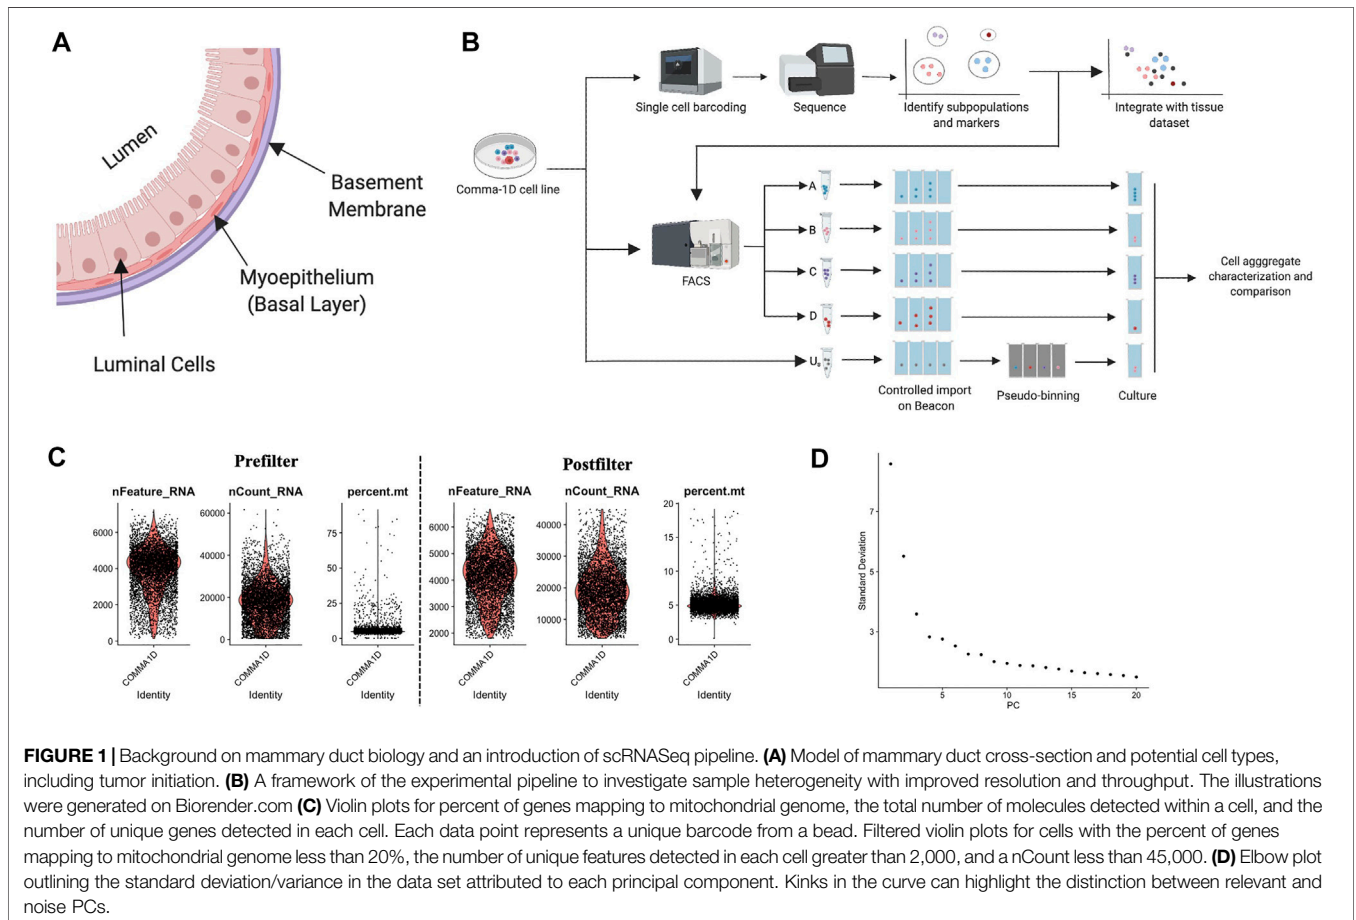 A
Lumen
Basement
Membrane
Myoepithelium
(Basal Layer)
Luminal Cells
B
Single cell barcoding
Sequence
Identify subpopulations
and markers
Integrate with tissue
dataset
Comma-1D cell line
FACS
A
B
C
D
U8
Controlled import
on Beacon
Pseudo-binning
Culture
Cell agggregate
characterization and
comparison
C
Prefilter
Postfilter
nFeature_RNA
nCount_RNA
percent.mt
nFeature_RNA
nCount_RNA
percent.mt
6000
4000
2000
0
60000
40000
20000
0
75
50
25
0
6000
5000
4000
3000
2000
40000
30000
20000
10000
20
15
10
5
0
COMMA1D
COMMA1D
COMMA1D
COMMA1D
COMMA1D
COMMA1D
Identity
Identity
Identity
Identity
Identity
Identity
D
Standard Deviation
7
5
3
5
10
15
20
PC
FIGURE 1 | Background on mammary duct biology and an introduction of scRNASeq pipeline. (A) Model of mammary duct cross-section and potential cell types,
including tumor initiation. (B) A framework of the experimental pipeline to investigate sample heterogeneity with improved resolution and throughput. The illustrations
were generated on Biorender.com (C) Violin plots for percent of genes mapping to mitochondrial genome, the total number of molecules detected within a cell, and the
number of unique genes detected in each cell. Each data point represents a unique barcode from a bead. Filtered violin plots for cells with the percent of genes
mapping to mitochondrial genome less than 20%, the number of unique features detected in each cell greater than 2,000, and a nCount less than 45,000. (D) Elbow plot
outlining the standard deviation/variance in the data set attributed to each principal component. Kinks in the curve can highlight the distinction between relevant and
noise PCs.